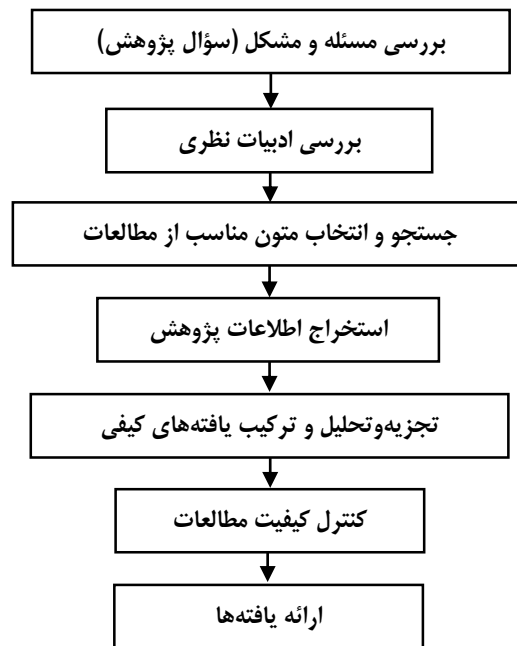 بررسی مسئله و مشکل (سؤال پژوهش)
بررسی ادبیات نظری
جستجو و انتخاب متون مناسب از مطالعات
استخراج اطلاعات پژوهش
تجزیه‌وتحلیل و ترکیب یافته‌های کیفی
کنترل کیفیت مطالعات
ارائه یافته‌ها